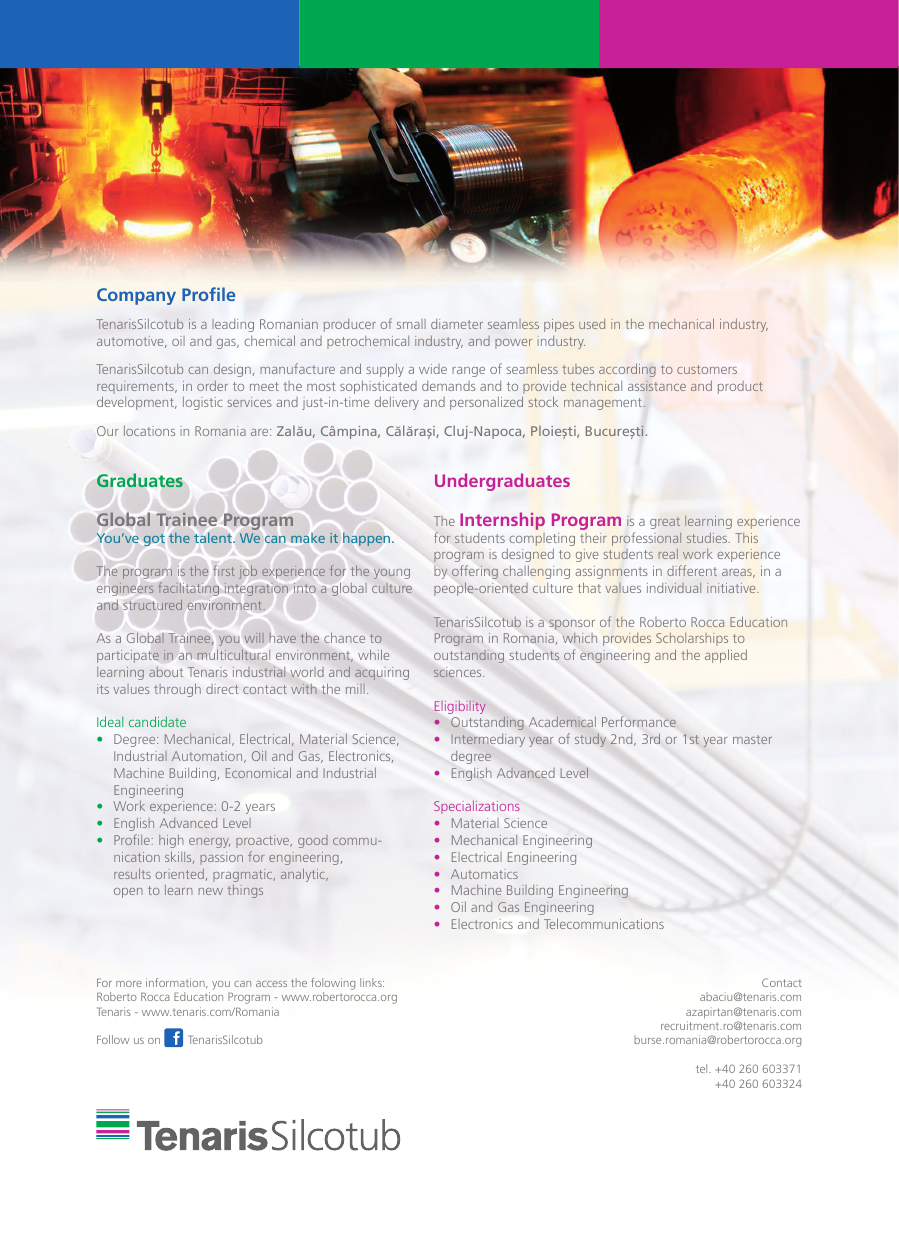 Company Profile
TenarisSilcotub is a leading Romanian producer of small diameter seamless pipes used in the mechanical industry,
automotive, oil and gas, chemical and petrochemical industry, and power industry.
TenarisSilcotub can design, manufacture and supply a wide range of seamless tubes according to customers
requirements, in order to meet the most sophisticated demands and to provide technical assistance and product
development, logistic services and just-in-time delivery and personalized stock management.
Our locations in Romania are: Zalău, Câmpina, Călărași, Cluj-Napoca, Ploiești, București.
Graduates
Global Trainee Program
You've got the talent. We can make it happen.
The program is the first job experience for the young
engineers facilitating integration into a global culture
and structured environment.
As a Global Trainee, you will have the chance to
participate in an multicultural environment, while
learning about Tenaris industrial world and acquiring
its values through direct contact with the mill.
Ideal candidate
• Degree: Mechanical, Electrical, Material Science,
Industrial Automation, Oil and Gas, Electronics,
Machine Building, Economical and Industrial
Engineering
• Work experience: 0-2 years
• English Advanced Level
• Profile: high energy, proactive, good commu-
nication skills, passion for engineering,
results oriented, pragmatic, analytic,
open to learn new things
Undergraduates
The Internship Program is a great learning experience
for students completing their professional studies. This
program is designed to give students real work experience
by offering challenging assignments in different areas, in a
people-oriented culture that values individual initiative.
TenarisSilcotub is a sponsor of the Roberto Rocca Education
Program in Romania, which provides Scholarships to
outstanding students of engineering and the applied
sciences.
Eligibility
• Outstanding Academical Performance
• Intermediary year of study 2nd, 3rd or 1st year master
degree
• English Advanced Level
Specializations
• Material Science
• Mechanical Engineering
• Electrical Engineering
• Automatics
• Machine Building Engineering
• Oil and Gas Engineering
• Electronics and Telecommunications
For more information, you can access the folowing links:
Roberto Rocca Education Program - www.robertorocca.org
Tenaris - www.tenaris.com/Romania
Follow us on f TenarisSilcotub
Contact
abaciu@tenaris.com
azapirtan@tenaris.com
recruitment.ro@tenaris.com
burse.romania@robertorocca.org
tel. +40 260 603371
+40 260 603324
TenarisSilcotub